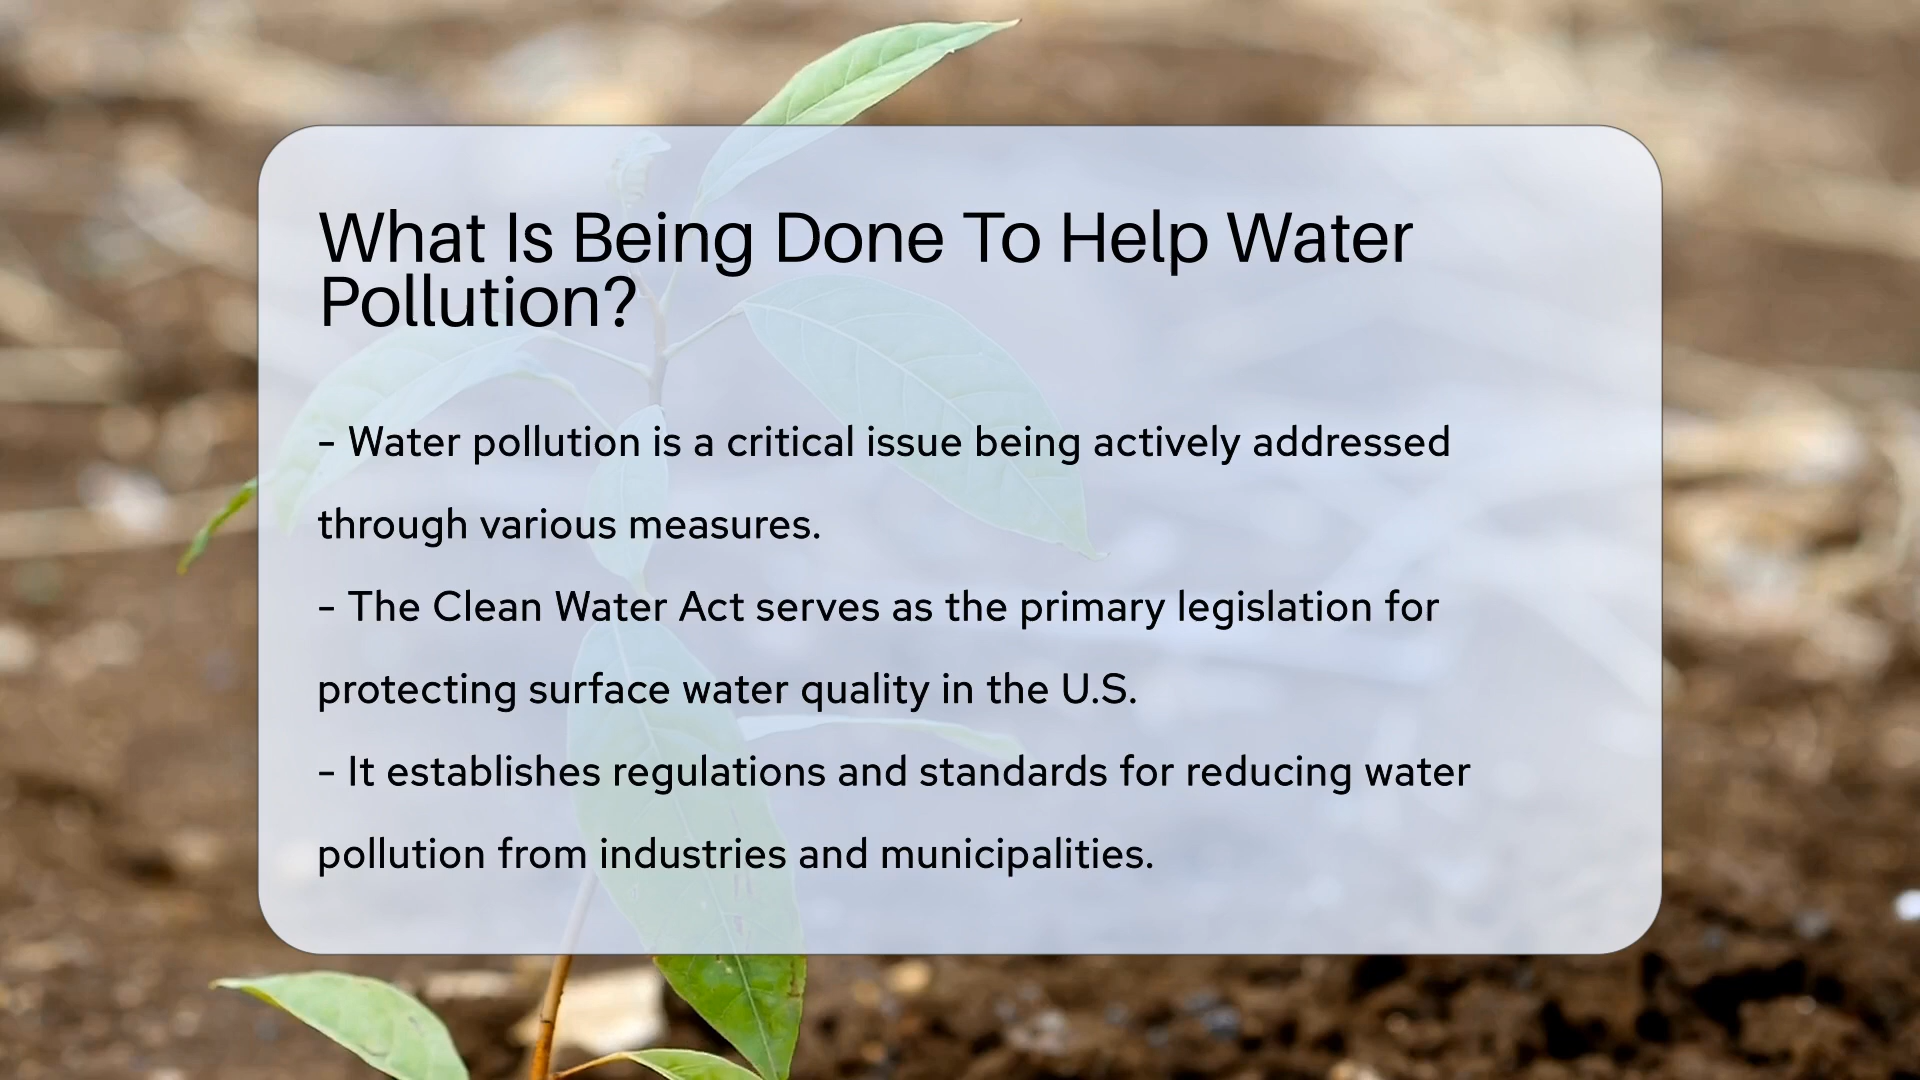 What Is Being Done To Help Water
Pollution?
– Water pollution is a critical issue being actively addressed
through various measures.
– The Clean Water Act serves as the primary legislation for
protecting surface water quality in the U.S.
– It establishes regulations and standards for reducing water
pollution from industries and municipalities.